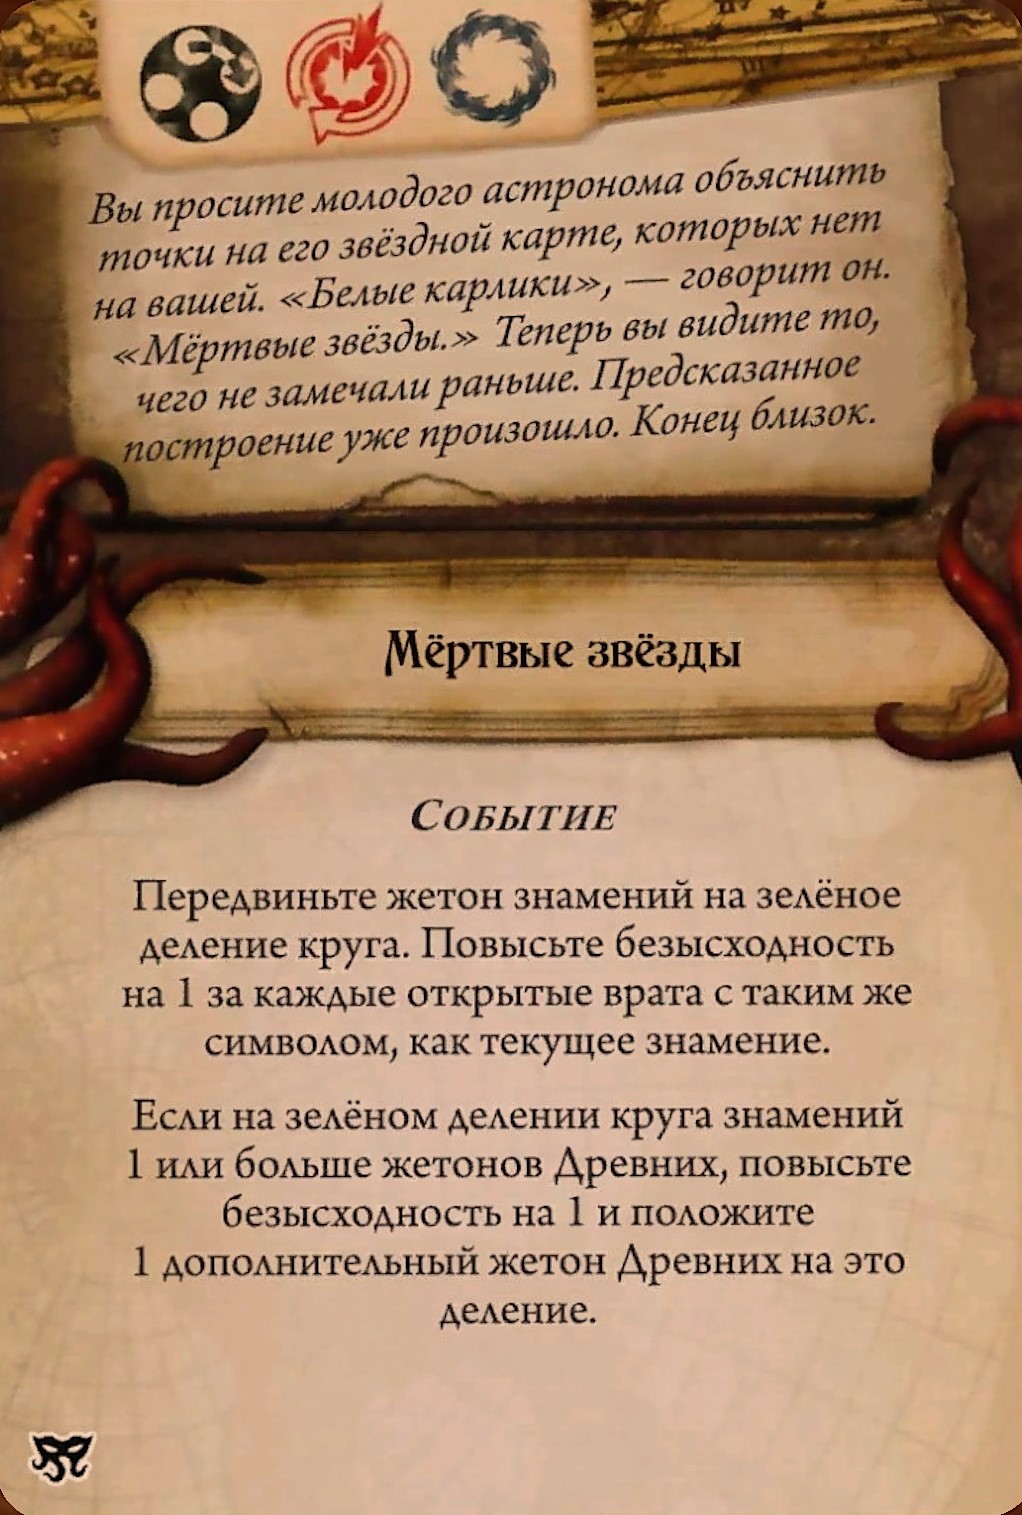 Вы просите молодого астронома объяснить
точки на его звёздной карте, которых нет
на вашей. «Белые карлики», — говорит он.
«Мёртвые звёзды.» Теперь вы видите то,
чего не замечали раньше. Предсказанное
построение уже произошло. Конец близок.
Мёртвые звёзды
Событие
Передвиньте жетон знамений на зелёное
деление круга. Повысьте безысходность
на 1 за каждые открытые врата с таким же
символом, как текущее знамение.
Если на зелёном делении круга знамений
1 или больше жетонов Древних, повысьте
безысходность на 1 и положите
1 дополнительный жетон Древних на это
деление.